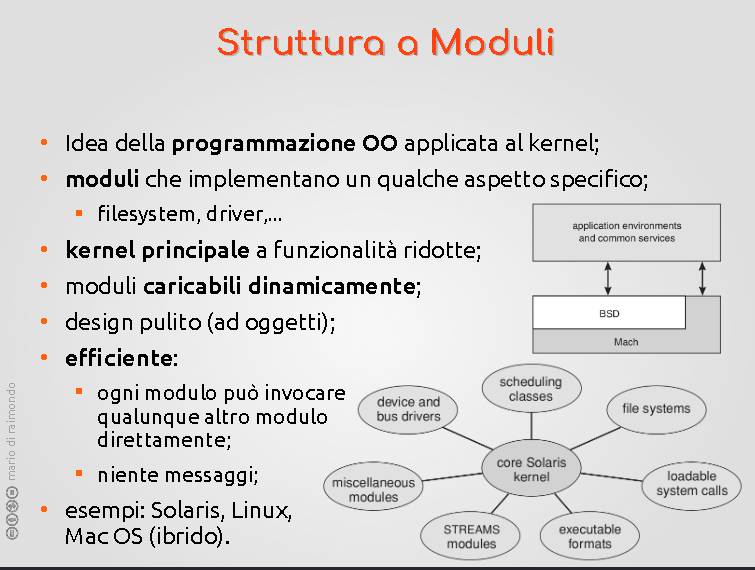 Struttura a Moduli
Idea della programmazione OO applicata al kernel;
moduli che implementano un qualche aspetto specifico;
filesystem, driver,...
kernel principale a funzionalità ridotte;
moduli caricabili dinamicamente;
design pulito (ad oggetti);
efficiente:
ogni modulo può invocare
qualunque altro modulo
direttamente;
niente messaggi;
esempi: Solaris, Linux,
Mac OS (ibrido).
application environments
and common services
BSD
Mach
scheduling
classes
device and
bus drivers
file systems
core Solaris
kernel
miscellaneous
modules
loadable
system calls
STREAMS
modules
executable
formats
mario di raimondo